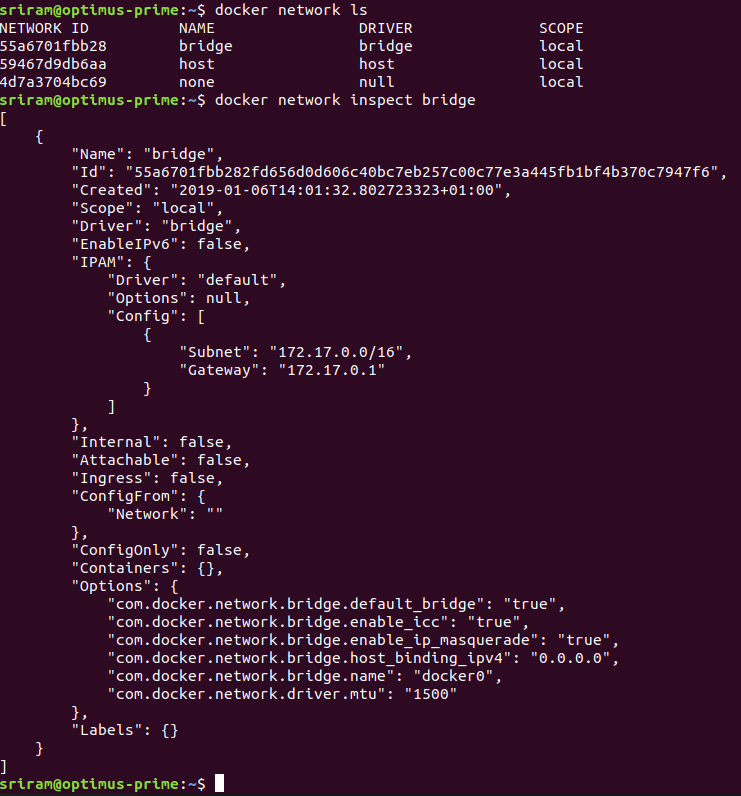 sriram@optimus-prime:~$ docker network ls
NETWORK ID          NAME                DRIVER              SCOPE
55a6701fbb28        bridge              bridge              local
59467d9db6aa        host                host                local
4d7a3704bc69        none                null                local
sriram@optimus-prime:~$ docker network inspect bridge
[
    {
        "Name": "bridge",
        "Id": "55a6701fbb282fd656d0d606c40bc7eb257c00c77e3a445fb1bf4b370c7947f6",
        "Created": "2019-01-06T14:01:32.802723323+01:00",
        "Scope": "local",
        "Driver": "bridge",
        "EnableIPv6": false,
        "IPAM": {
            "Driver": "default",
            "Options": null,
            "Config": [
                {
                    "Subnet": "172.17.0.0/16",
                    "Gateway": "172.17.0.1"
                }
            ]
        },
        "Internal": false,
        "Attachable": false,
        "Ingress": false,
        "ConfigFrom": {
            "Network": ""
        },
        "ConfigOnly": false,
        "Containers": {},
        "Options": {
            "com.docker.network.bridge.default_bridge": "true",
            "com.docker.network.bridge.enable_icc": "true",
            "com.docker.network.bridge.enable_ip_masquerade": "true",
            "com.docker.network.bridge.host_binding_ipv4": "0.0.0.0",
            "com.docker.network.bridge.name": "docker0",
            "com.docker.network.driver.mtu": "1500"
        },
        "Labels": {}
    }
]
sriram@optimus-prime:~$